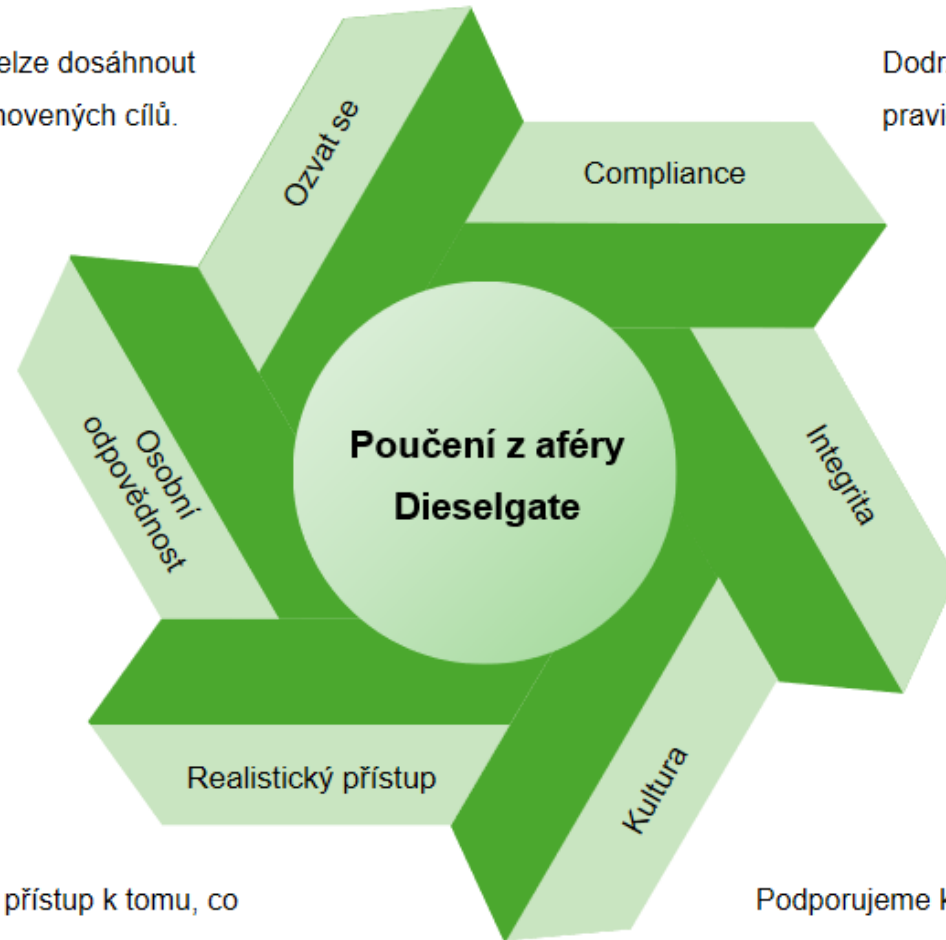 elze dosáhnout
novených cílů.
Ozvat se
Compliance
Dodr
pravi
Osobní
odpovědnost
Poučení z aféry
Dieselgate
Integrita
Realistický přístup
Kultura
přístup k tomu, co
Podporujeme k